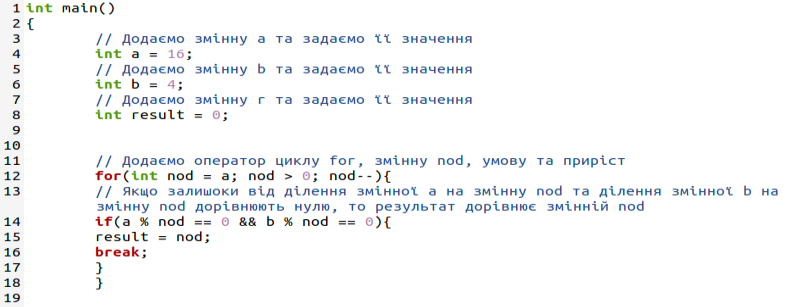 1 int main()
2 {
3 // Додаємо змінну a та задаємо її значення
4 int a = 16;
5 // Додаємо змінну b та задаємо її значення
6 int b = 4;
7 // Додаємо змінну r та задаємо її значення
8 int result = 0;
9
10
11 // Додаємо оператор циклу for, змінну nod, умову та приріст
12 for(int nod = a; nod > 0; nod--){
13 // Якщо залишоки від ділення змінної a на змінну nod та ділення змінної b на
змінну nod дорівнюють нулю, то результат дорівнює змінній nod
14 if(a % nod == 0 && b % nod == 0){
15 result = nod;
16 break;
17 }
18 }
19